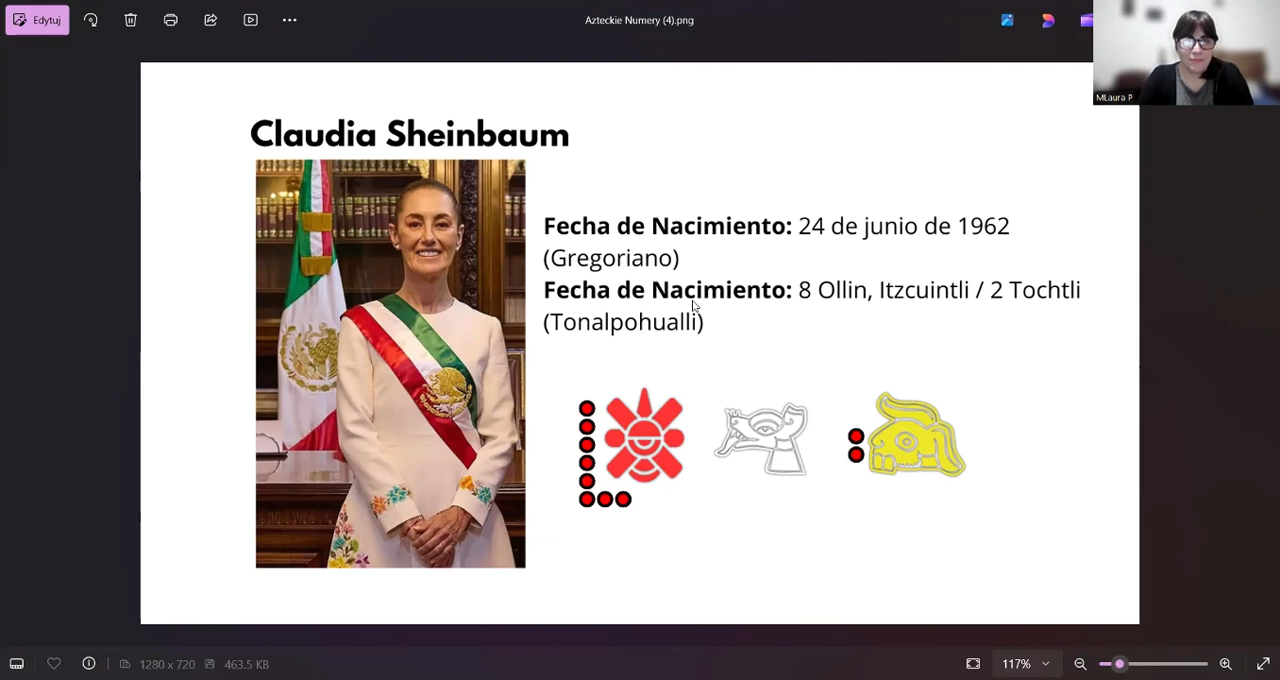 Edytuj
Azteckie Numery (4).png
MLaura P
Claudia Sheinbaum
Fecha de Nacimiento: 24 de junio de 1962
(Gregoriano)
Fecha de Nacimiento: 8 Ollin, Itzcuintli / 2 Tochtli
(Tonalpohualli)
1280 x 720
463.5 KB
117%